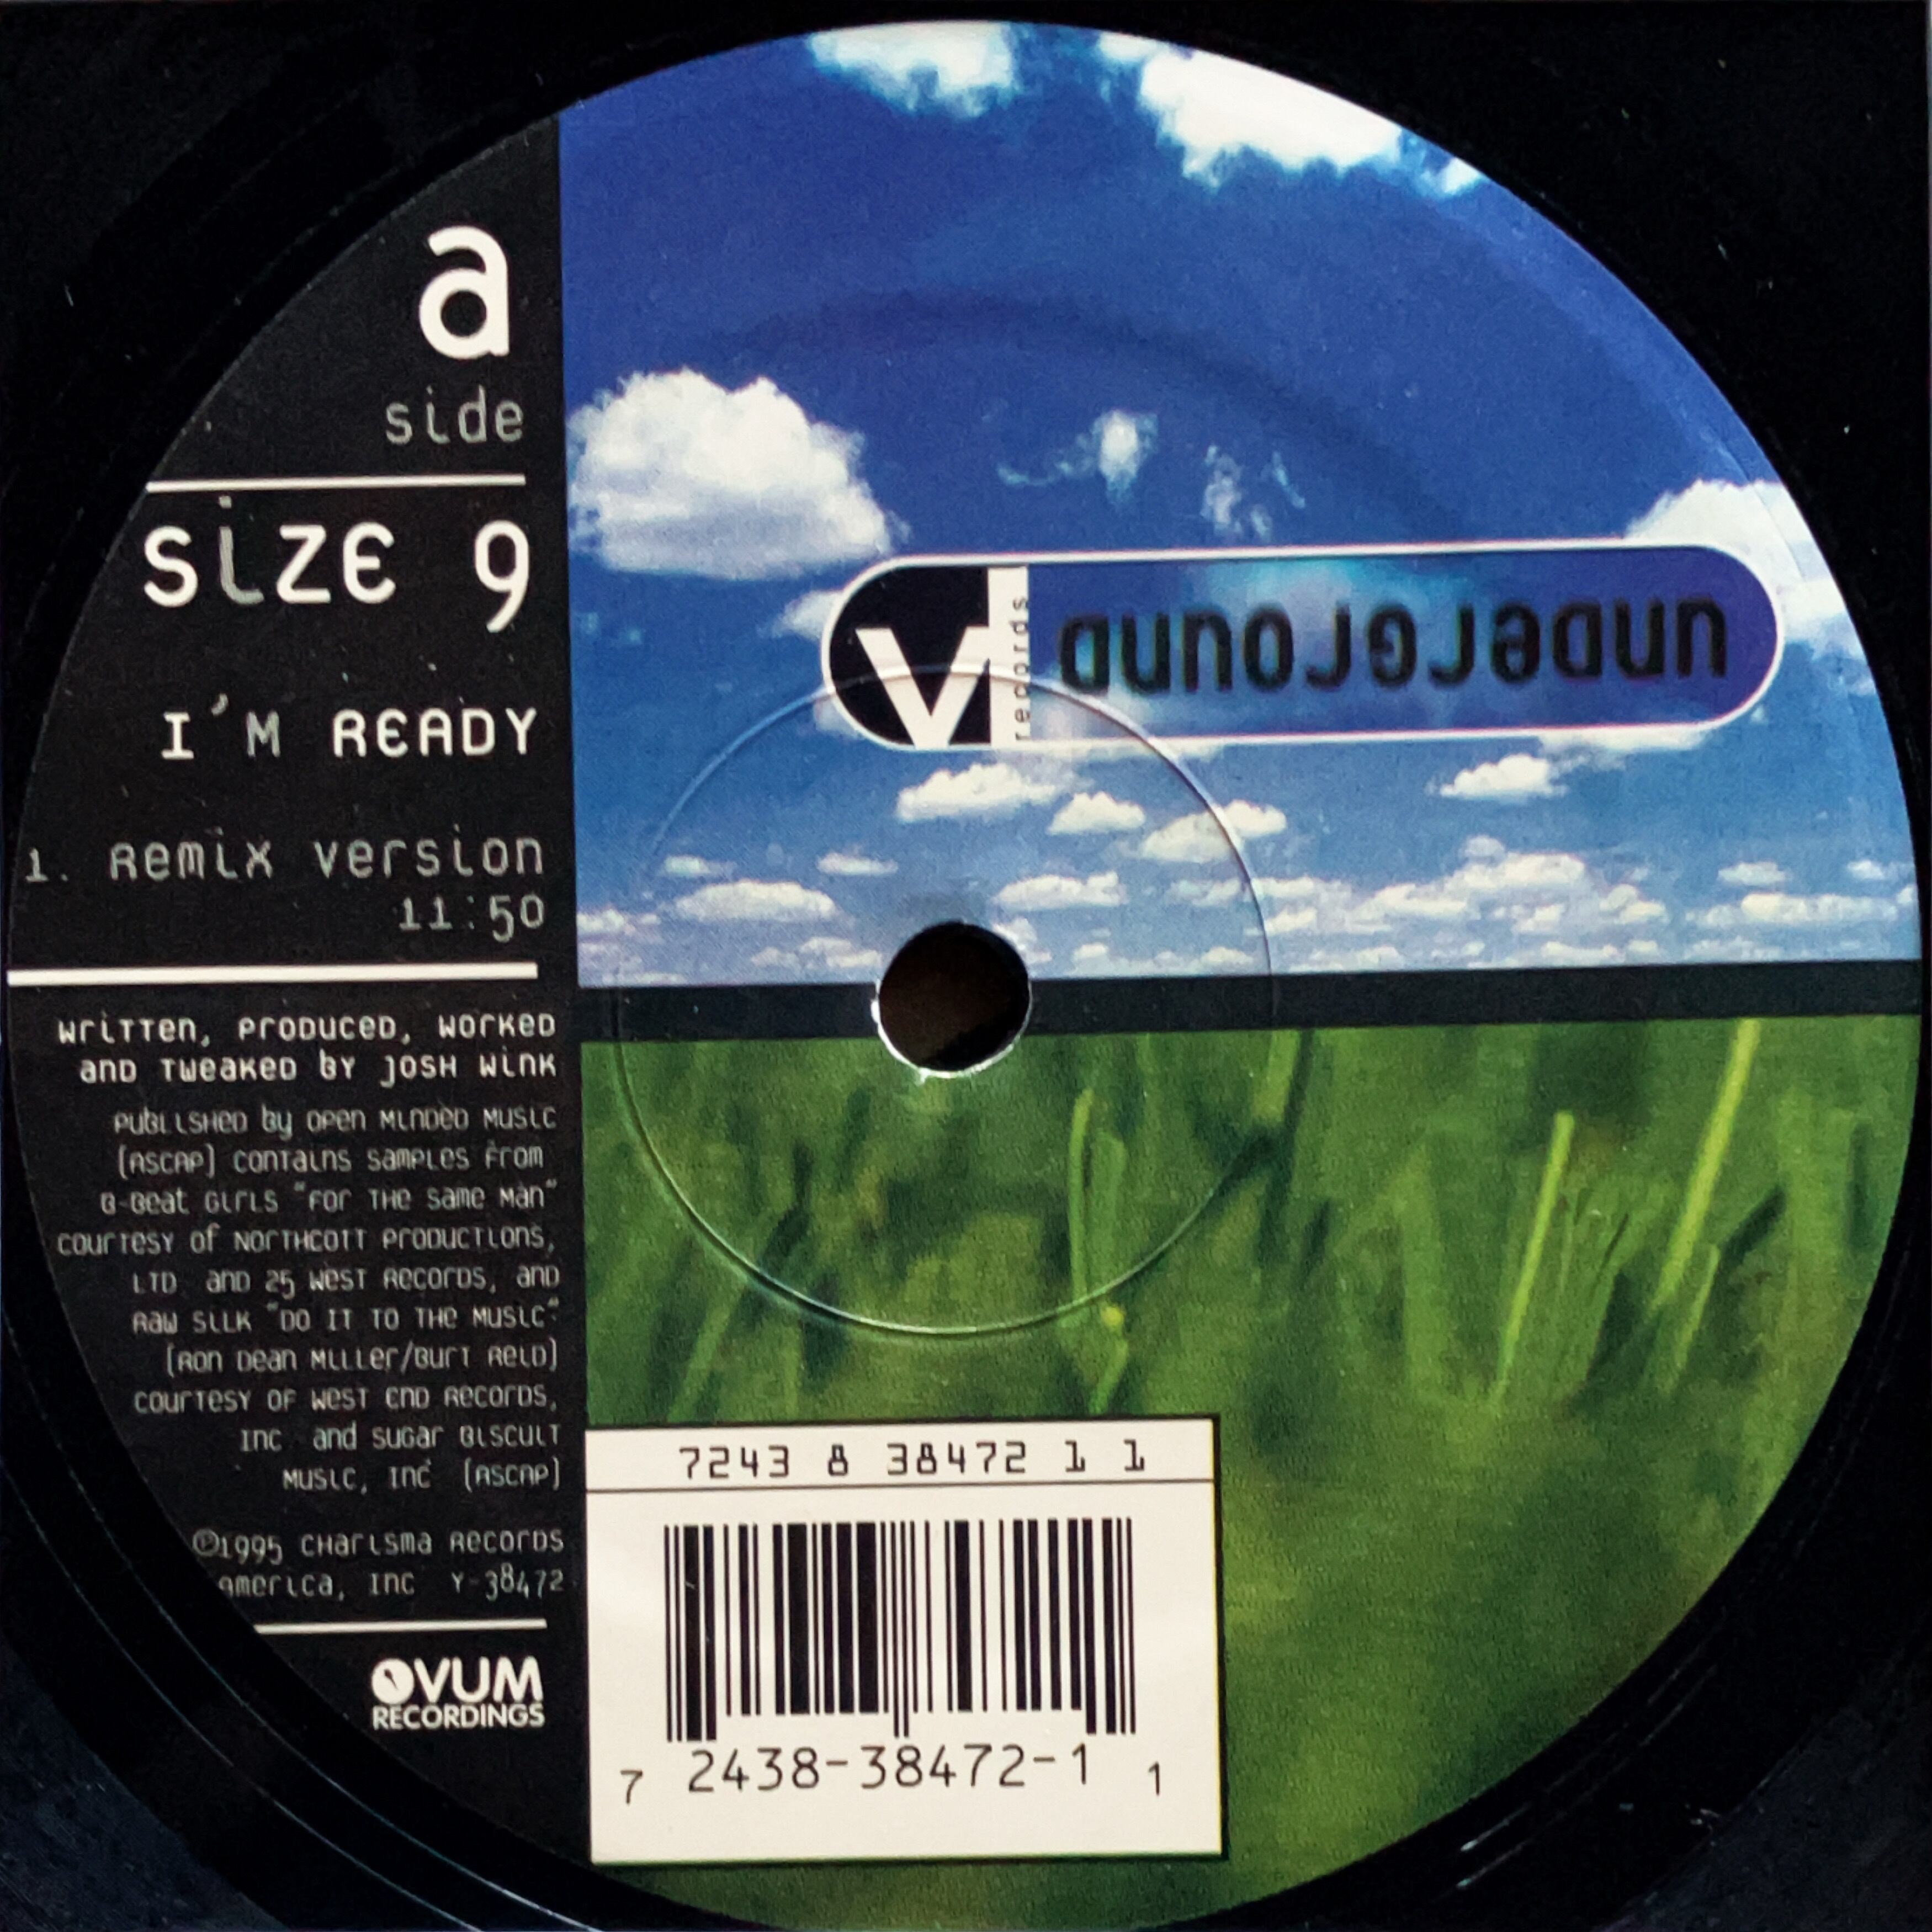 a
side
size 9
I'M READY
1. Remix version
11:50
written, produced, worked
and tweaked by Josh Wink
published by open minded music
(ASCAP) contains samples from
B-Beat Girls "For the same man"
courtesy of Northcott Productions,
LTD. and 25 West Records, and
Raw Silk "Do it to the music"
(Ron Dean Miller/Burt Reid)
courtesy of West End Records,
Inc. and Sugar Biscuit
Music, Inc. (ASCAP)
℗1995 Charisma Records
america, Inc Y-38472
OVUM
RECORDINGS
V records underground
7243 8 38472 1 1
7 2438-38472-1 1